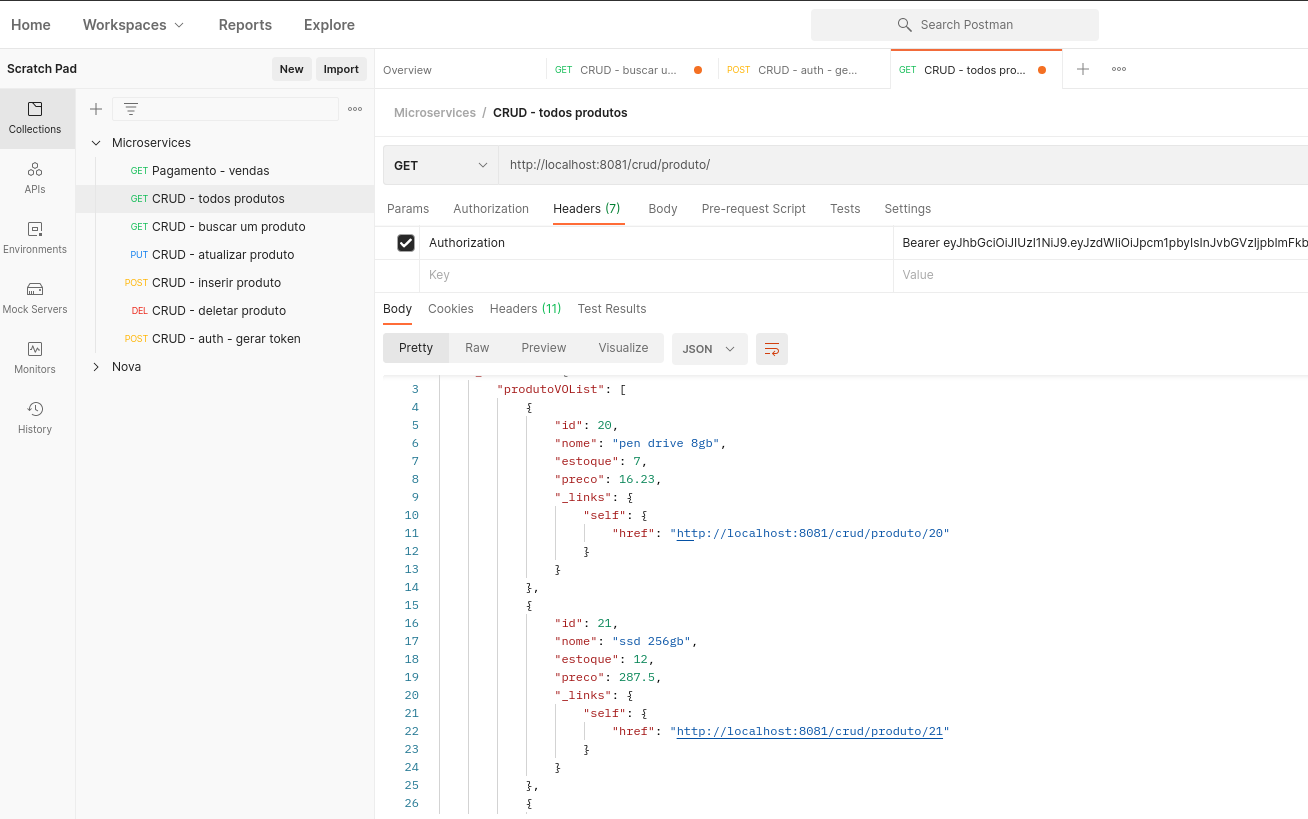 Home Workspaces Reports Explore Search Postman
Scratch Pad New Import
Overview GET CRUD - buscar u... POST CRUD - auth - ge... GET CRUD - todos pro...
Collections
APIs
Environments
Mock Servers
Monitors
History
Microservices
GET Pagamento - vendas
GET CRUD - todos produtos
GET CRUD - buscar um produto
PUT CRUD - atualizar produto
POST CRUD - inserir produto
DEL CRUD - deletar produto
POST CRUD - auth - gerar token
Nova
Microservices / CRUD - todos produtos
GET http://localhost:8081/crud/produto/
Params Authorization Headers (7) Body Pre-request Script Tests Settings
Authorization Bearer
Key Value
Body Cookies Headers (11) Test Results
Pretty Raw Preview Visualize JSON
3 "produtoVOList": [
4 {
5 "id": 20,
6 "nome": "pen drive 8gb",
7 "estoque": 7,
8 "preco": 16.23,
9 "_links": {
10 "self": {
11 "href": "http://localhost:8081/crud/produto/20"
12 }
13 }
14 },
15 {
16 "id": 21,
17 "nome": "ssd 256gb",
18 "estoque": 12,
19 "preco": 287.5,
20 "_links": {
21 "self": {
22 "href": "http://localhost:8081/crud/produto/21"
23 }
24 }
25 },
26 {